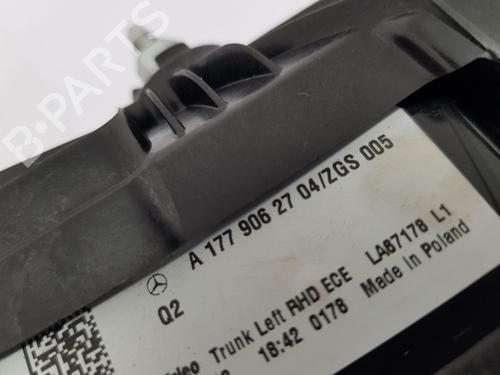 B-PARTS
A 177 906 27 04/ZGS 005
Q2
Trunk Left RHD ECE LA87178 L1
18:42 0178 Made in Poland